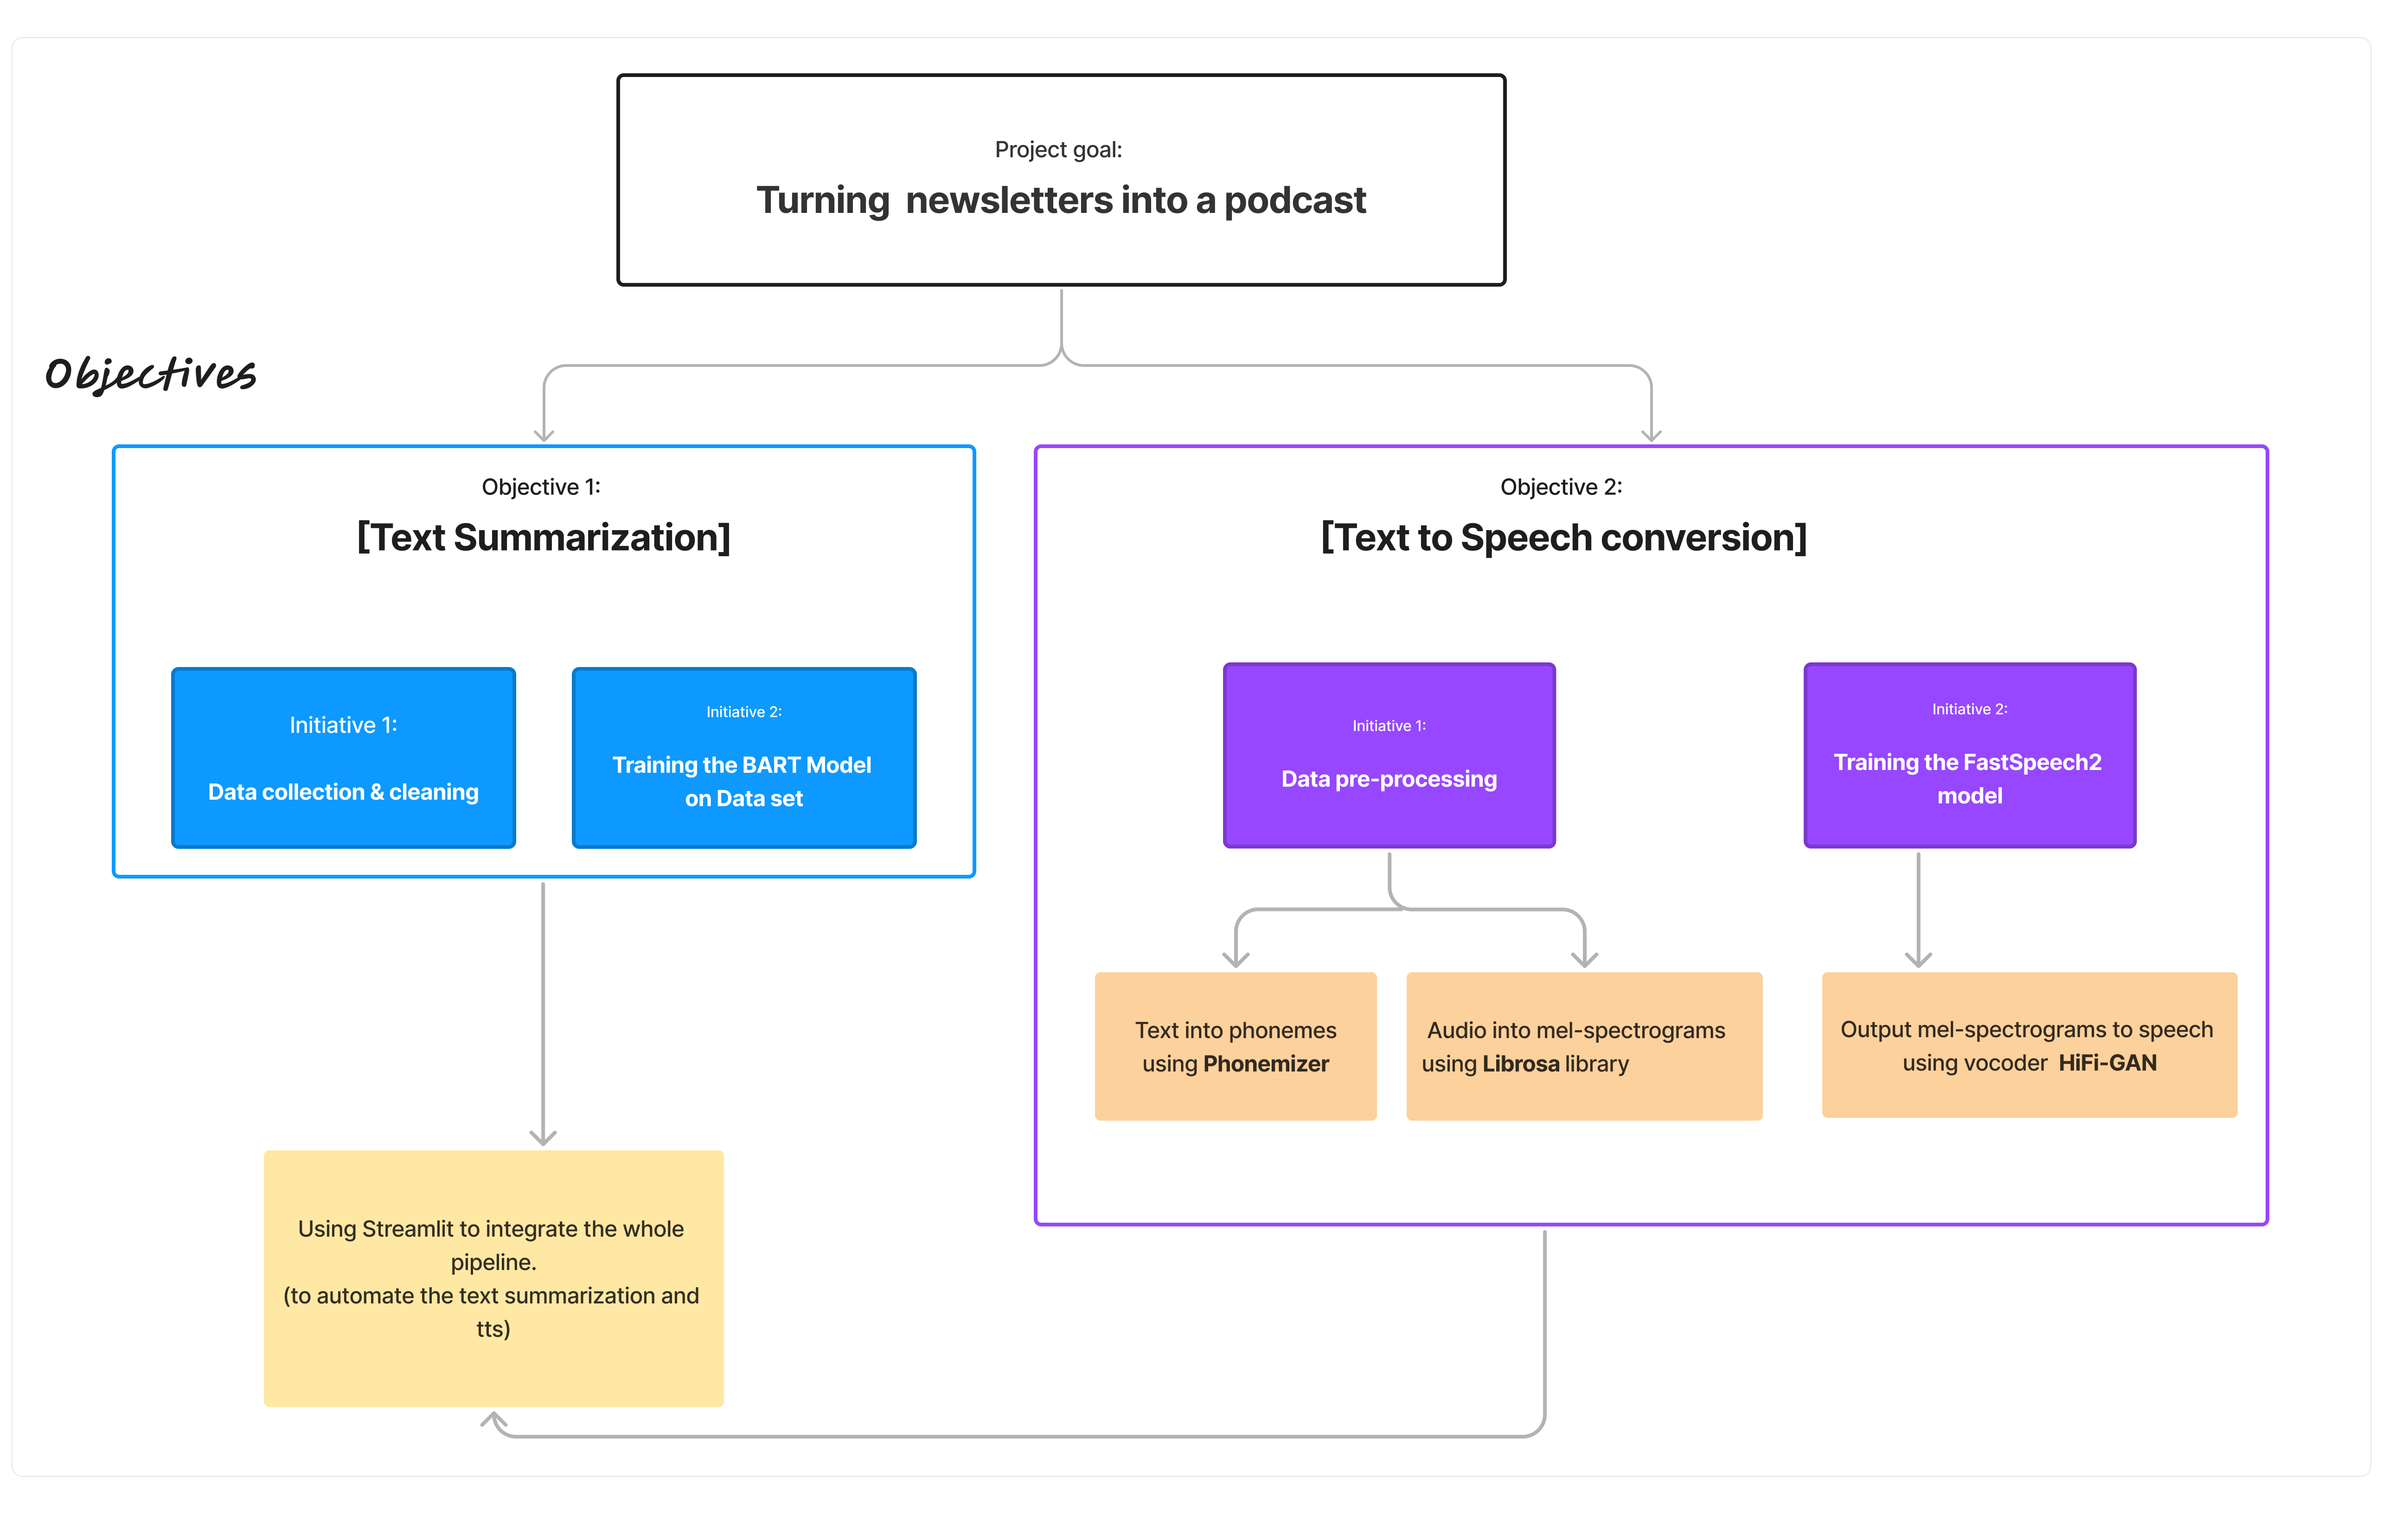 Project goal:
Turning newsletters into a podcast
Objectives
Objective 1:
[Text Summarization]
Initiative 1:
Data collection & cleaning
Initiative 2:
Training the BART Model
on Data set
Objective 2:
[Text to Speech conversion]
Initiative 1:
Data pre-processing
Initiative 2:
Training the FastSpeech2
model
Text into phonemes
using Phonemizer
Audio into mel-spectrograms
using Librosa library
Output mel-spectrograms to speech
using vocoder HiFi-GAN
Using Streamlit to integrate the whole
pipeline.
(to automate the text summarization and
tts)